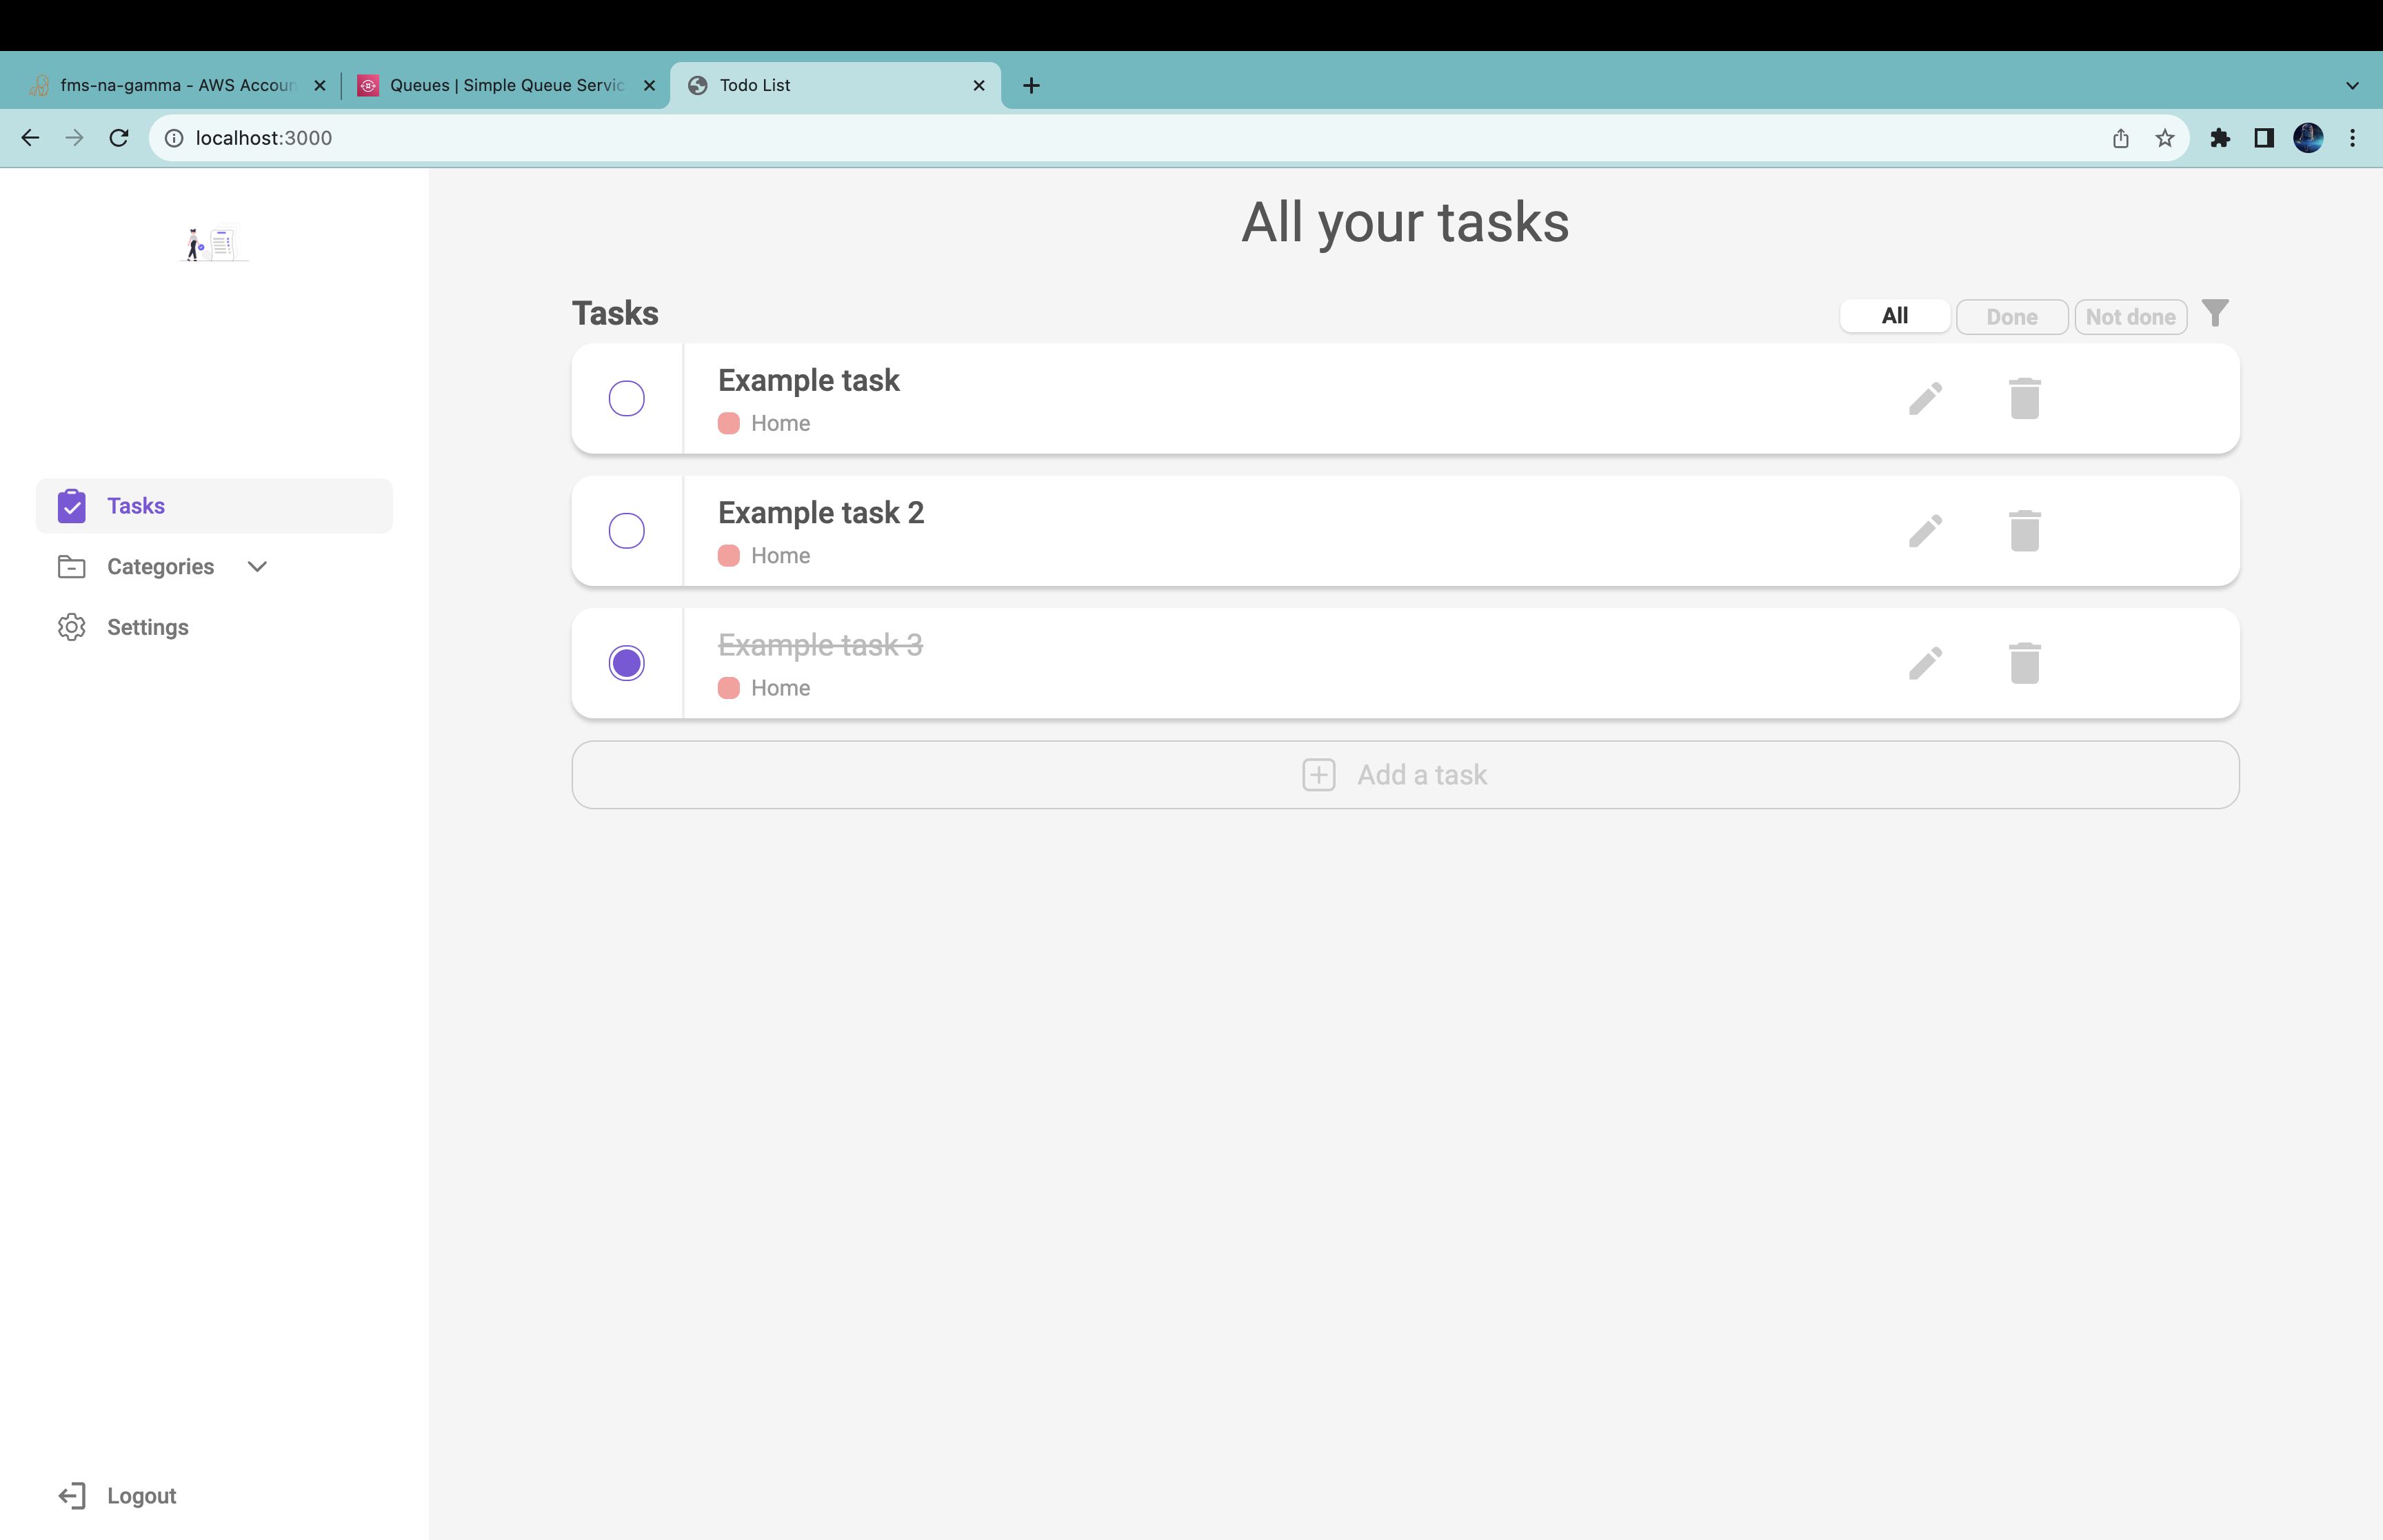 fms-na-gamma - AWS Accoun
Queues | Simple Queue Servic
Todo List
localhost:3000
All your tasks
Tasks
All
Done
Not done
Example task
Home
Example task 2
Home
Example task 3
Home
Add a task
Tasks
Categories
Settings
Logout